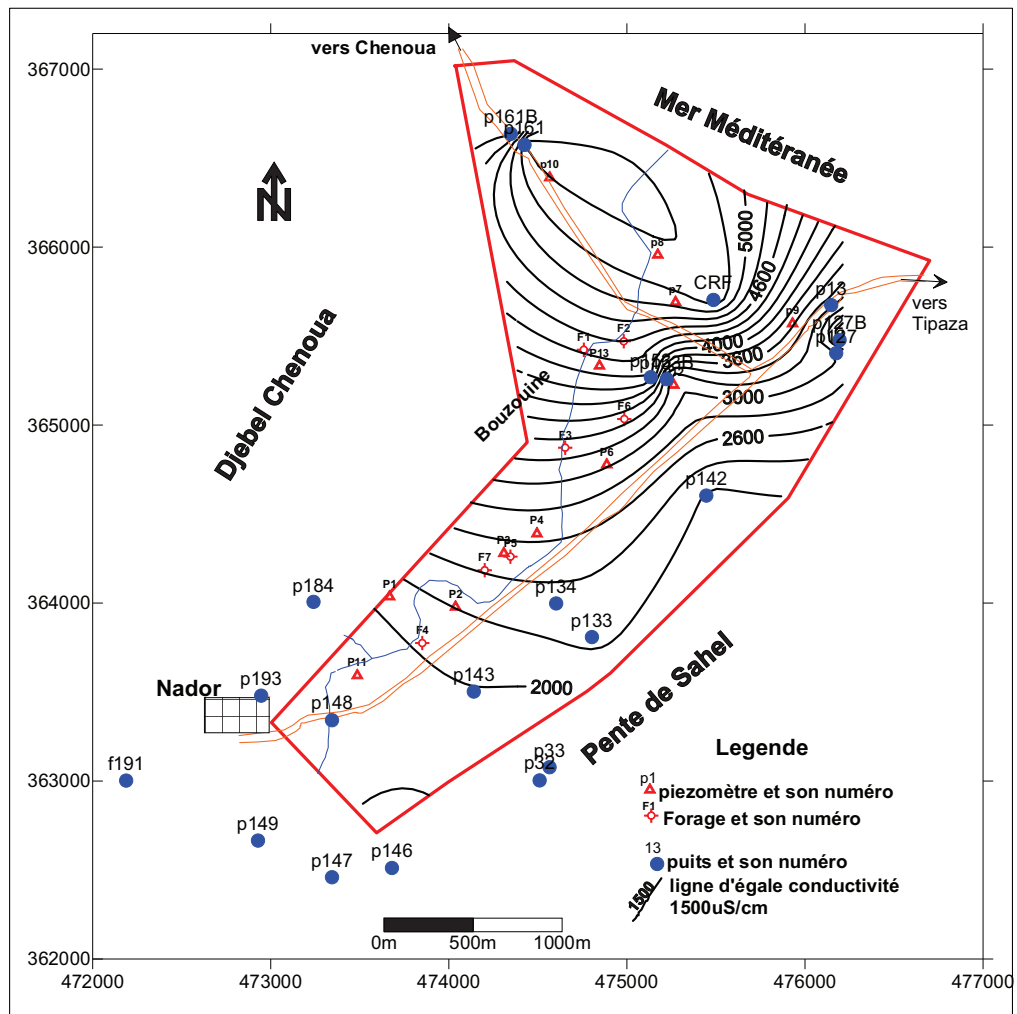 vers Chenoua
367000
366000
365000
364000
363000
362000
472000
473000
474000
475000
476000
477000
Mer Méditéranée
N
Djebel Chenoua
Bouzouine
Pente de Sahel
Nador
vers
Tipaza
p161B
p161
p10
p8
p7
CRF
p9
p13
p127B
p127
F1
F2
P13
F6
F3
P6
p142
P4
P3
F5
F7
P1
P2
F4
P11
p184
p134
p133
p143
p193
p148
f191
p33
p32
p149
p147
p146
5000
4600
4000
3600
3000
2600
2000
Legende
p1
piezomètre et son numéro
F1
Forage et son numéro
13
puits et son numéro
1500
ligne d'égale conductivité
1500uS/cm
0m
500m
1000m